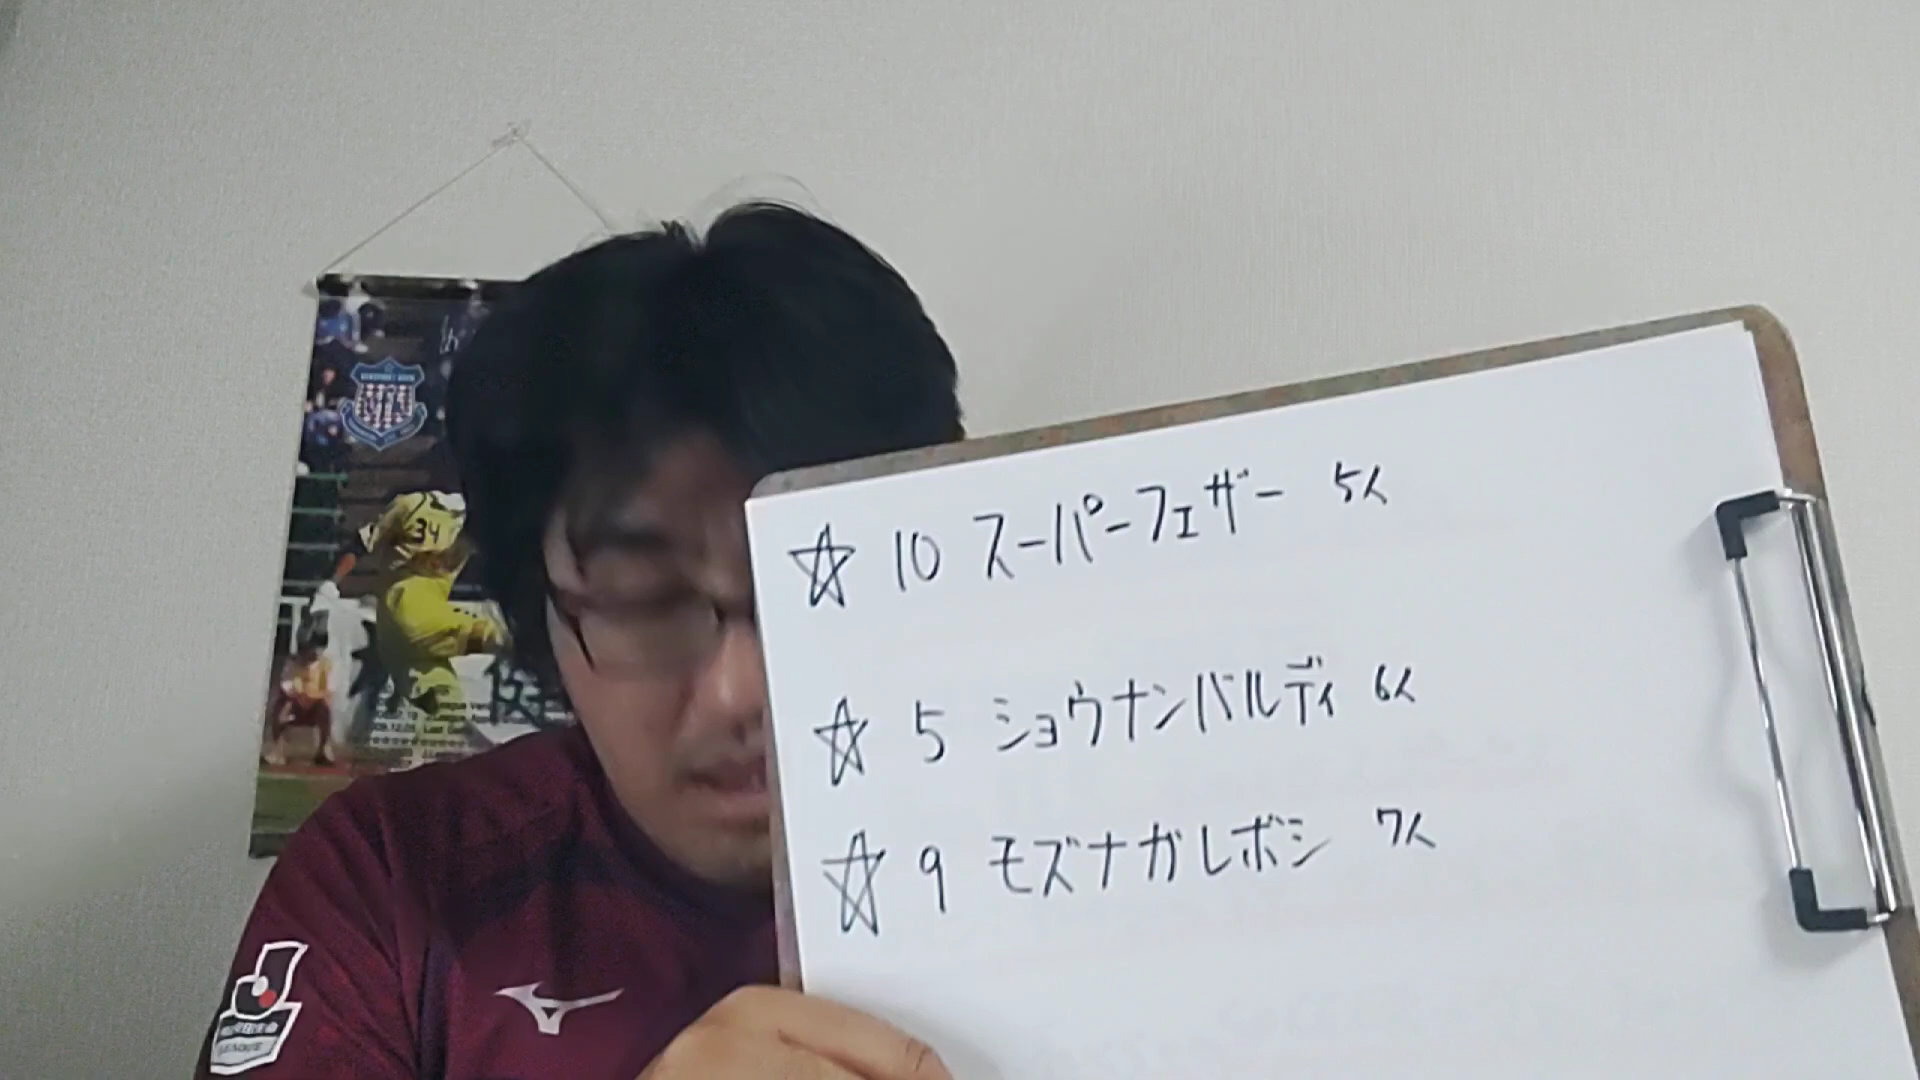 ☆ 10 スーパーフェザー 5人
☆ 5 ショウナンバルディ 6人
☆ 9 モズナガレボシ 7人
34